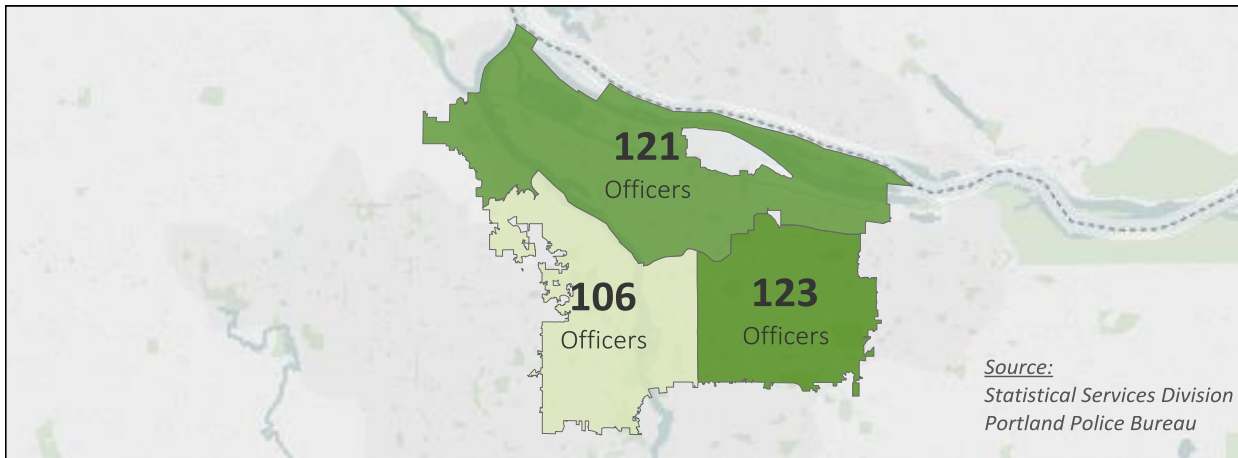 121
Officers
106
Officers
123
Officers
Source:
Statistical Services Division
Portland Police Bureau